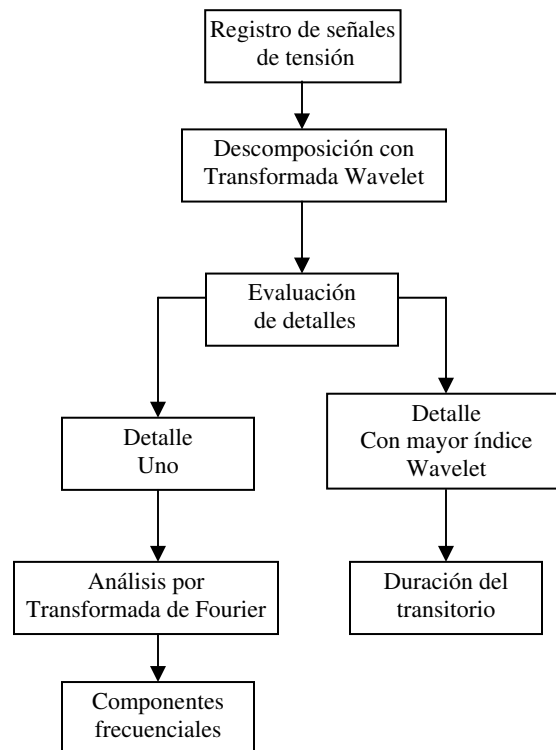 Registro de señales
de tensión
Descomposición con
Transformada Wavelet
Evaluación
de detalles
Detalle
Uno
Detalle
Con mayor índice
Wavelet
Análisis por
Transformada de Fourier
Duración del
transitorio
Componentes
frecuenciales